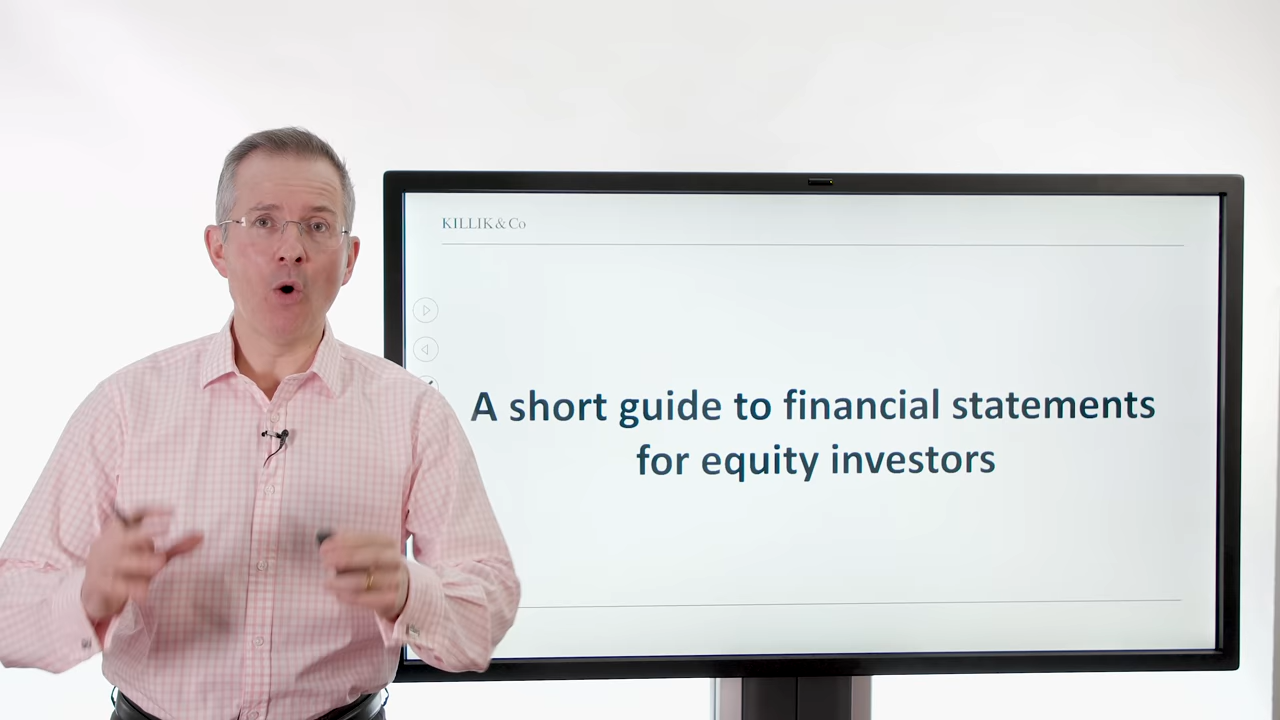 KILLIK & Co
A short guide to financial statements
for equity investors